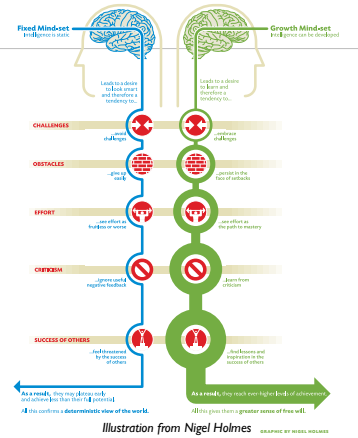 Fixed Mind-set
Intelligence is static
Growth Mind-set
Intelligence can be developed
Leads to a desire
to look smart
and therefore a
tendency to...
Leads to a desire
to learn and
therefore a
tendency to...
CHALLENGES
...avoid
challenges
...embrace
challenges
OBSTACLES
...give up
easily
...persist in the
face of setbacks
EFFORT
...see effort as
fruitless or worse
...see effort as
the path to mastery
CRITICISM
...ignore useful
negative feedback
...learn from
criticism
SUCCESS OF OTHERS
...feel threatened
by the success
of others
...find lessons and
inspiration in the
success of others
As a result, they may plateau early
and achieve less than their full potential.
All this confirms a deterministic view of the world.
As a result, they reach ever-higher levels of achievement.
All this gives them a greater sense of free will.
Illustration from Nigel Holmes
GRAPHIC BY NIGEL HOLMES